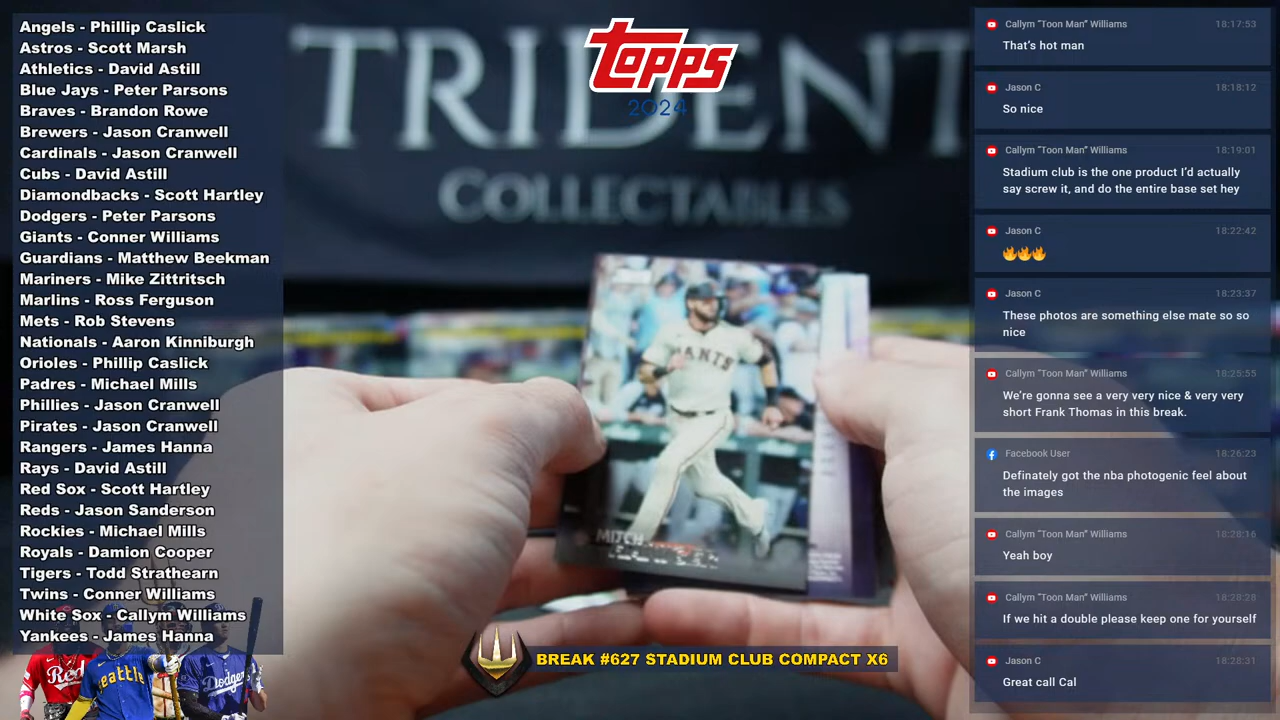 Angels - Phillip Caslick
Astros - Scott Marsh
Athletics - David Astill
Blue Jays - Peter Parsons
Braves - Brandon Rowe
Brewers - Jason Cranwell
Cardinals - Jason Cranwell
Cubs - David Astill
Diamondbacks - Scott Hartley
Dodgers - Peter Parsons
Giants - Conner Williams
Guardians - Matthew Beekman
Mariners - Mike Zittritsch
Marlins - Ross Ferguson
Mets - Rob Stevens
Nationals - Aaron Kinniburgh
Orioles - Phillip Caslick
Padres - Michael Mills
Phillies - Jason Cranwell
Pirates - Jason Cranwell
Rangers - James Hanna
Rays - David Astill
Red Sox - Scott Hartley
Reds - Jason Sanderson
Rockies - Michael Mills
Royals - Damion Cooper
Tigers - Todd Strathearn
Twins - Conner Williams
White Sox - Callym Williams
Yankees - James Hanna
Reds
Seattle
Dodgers
TRIDENT
COLLECTABLES
Topps
2024
GIANTS
MITCH
BREAK #627 STADIUM CLUB COMPACT X6
Callym “Toon Man” Williams 18:17:53
That’s hot man
Jason C 18:18:12
So nice
Callym “Toon Man” Williams 18:19:01
Stadium club is the one product I’d actually
say screw it, and do the entire base set hey
Jason C 18:22:42
🔥🔥🔥
Jason C 18:23:37
These photos are something else mate so so
nice
Callym “Toon Man” Williams 18:25:55
We’re gonna see a very very nice & very very
short Frank Thomas in this break.
Facebook User 18:26:23
Definately got the nba photogenic feel about
the images
Callym “Toon Man” Williams 18:28:16
Yeah boy
Callym “Toon Man” Williams 18:28:28
If we hit a double please keep one for yourself
Jason C 18:28:31
Great call Cal